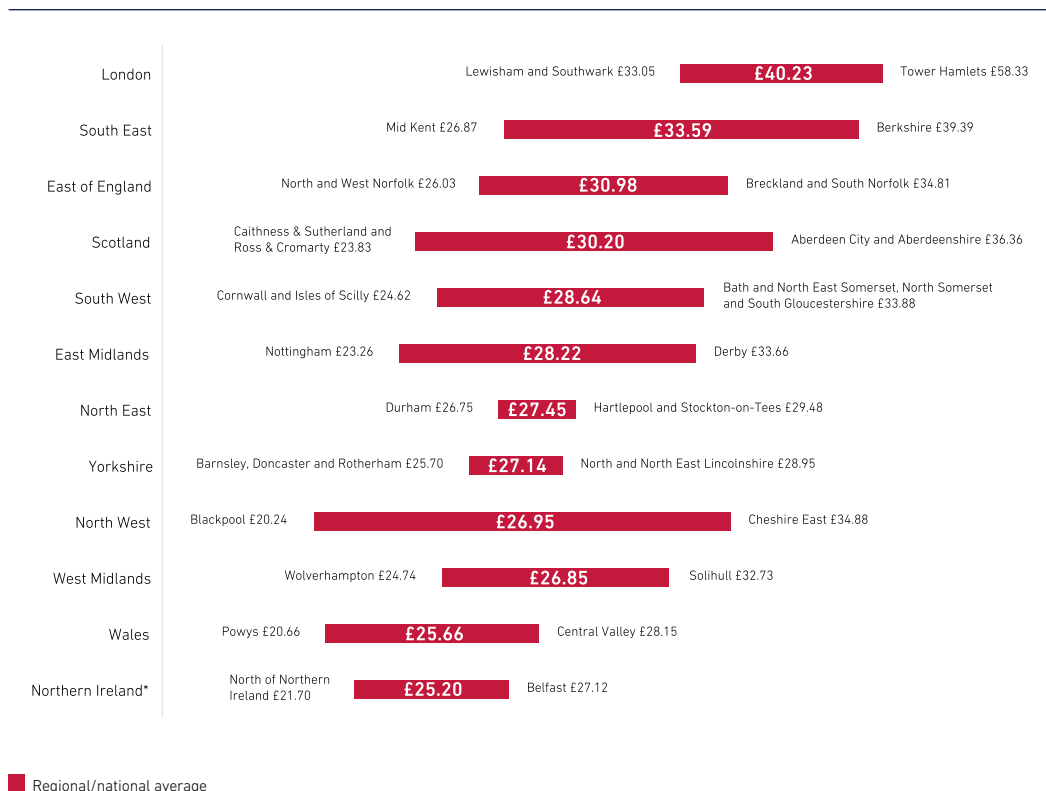 London
Lewisham and Southwark £33.05
£40.23
Tower Hamlets £58.33
South East
Mid Kent £26.87
£33.59
Berkshire £39.39
East of England
North and West Norfolk £26.03
£30.98
Breckland and South Norfolk £34.81
Scotland
Caithness & Sutherland and
Ross & Cromarty £23.83
£30.20
Aberdeen City and Aberdeenshire £36.36
South West
Cornwall and Isles of Scilly £24.62
£28.64
Bath and North East Somerset, North Somerset
and South Gloucestershire £33.88
East Midlands
Nottingham £23.26
£28.22
Derby £33.66
North East
Durham £26.75
£27.45
Hartlepool and Stockton-on-Tees £29.48
Yorkshire
Barnsley, Doncaster and Rotherham £25.70
£27.14
North and North East Lincolnshire £28.95
North West
Blackpool £20.24
£26.95
Cheshire East £34.88
West Midlands
Wolverhampton £24.74
£26.85
Solihull £32.73
Wales
Powys £20.66
£25.66
Central Valley £28.15
Northern Ireland*
North of Northern
Ireland £21.70
£25.20
Belfast £27.12
Regional/national average